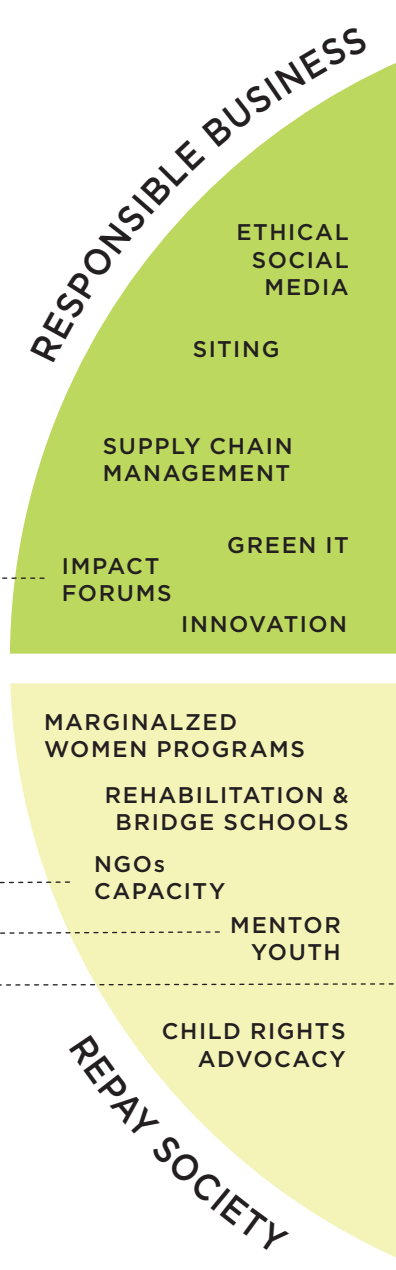 RESPONSIBLE BUSINESS
ETHICAL
SOCIAL
MEDIA
SITING
SUPPLY CHAIN
MANAGEMENT
GREEN IT
IMPACT
FORUMS
INNOVATION
MARGINALZED
WOMEN PROGRAMS
REHABILITATION &
BRIDGE SCHOOLS
NGOs
CAPACITY
MENTOR
YOUTH
CHILD RIGHTS
ADVOCACY
REPAY SOCIETY